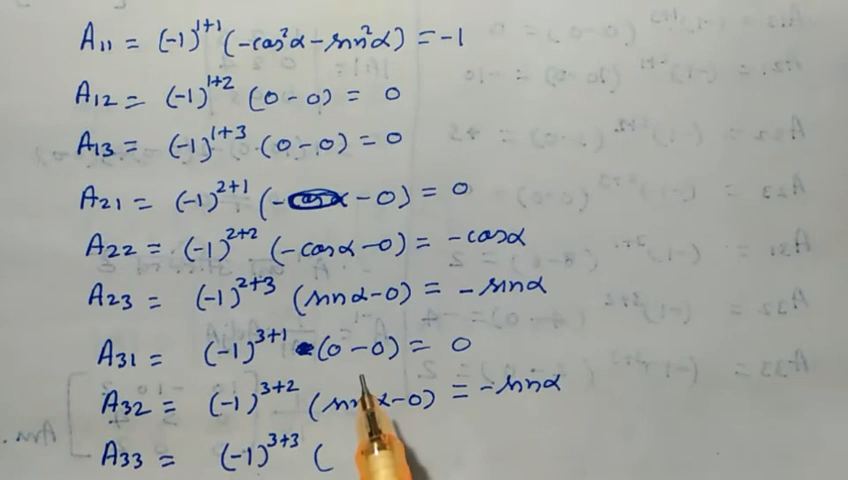 A11 = (-1)^1+1 (-cos²α - sin²α) = -1
A12 = (-1)^1+2 (0 - 0) = 0
A13 = (-1)^1+3 (0 - 0) = 0
A21 = (-1)^2+1 (- - 0) = 0
A22 = (-1)^2+2 (-cosα - 0) = -cosα
A23 = (-1)^2+3 (sinα - 0) = -sinα
A31 = (-1)^3+1 (0 - 0) = 0
A32 = (-1)^3+2 (sinα - 0) = -sinα
A33 = (-1)^3+3 (